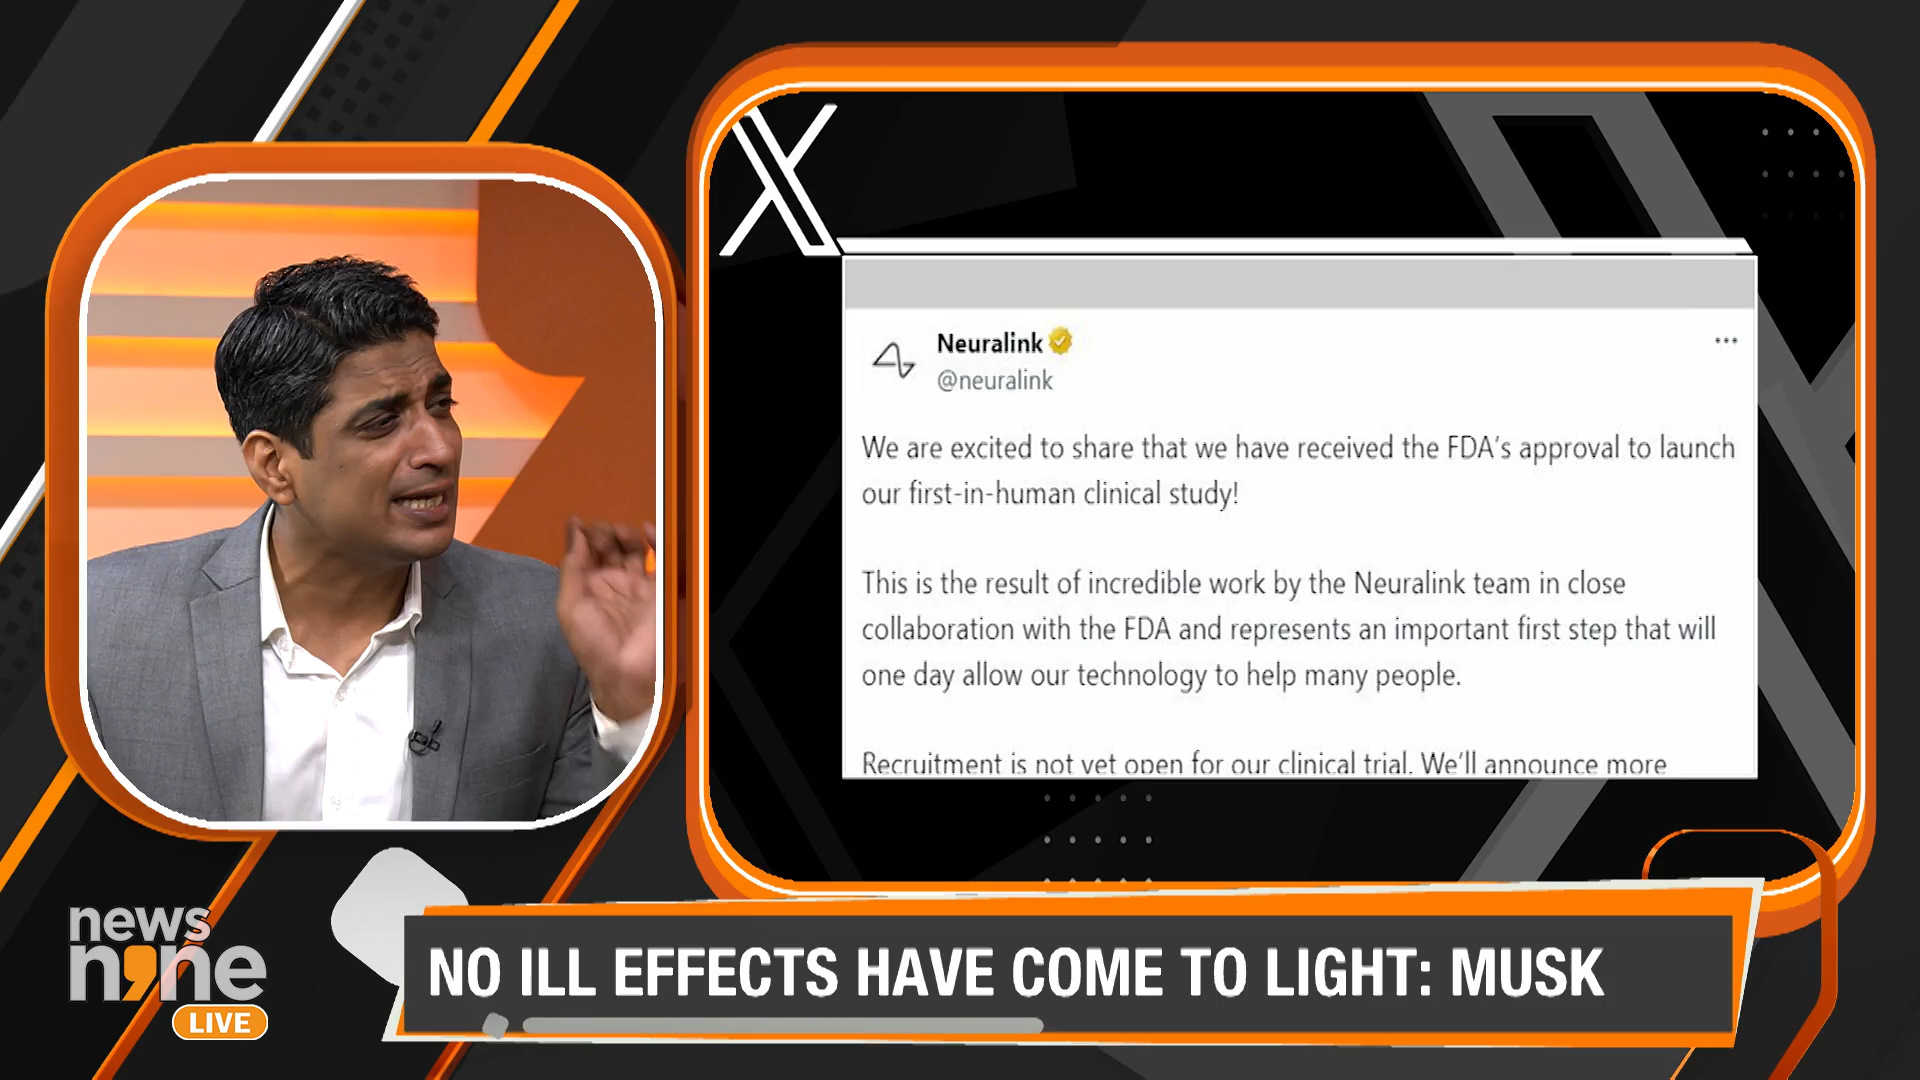 X
Neuralink
@neuralink
We are excited to share that we have received the FDA's approval to launch
our first-in-human clinical study!
This is the result of incredible work by the Neuralink team in close
collaboration with the FDA and represents an important first step that will
one day allow our technology to help many people.
Recruitment is not yet open for our clinical trial. We'll announce more
news
n9ne
LIVE
NO ILL EFFECTS HAVE COME TO LIGHT: MUSK